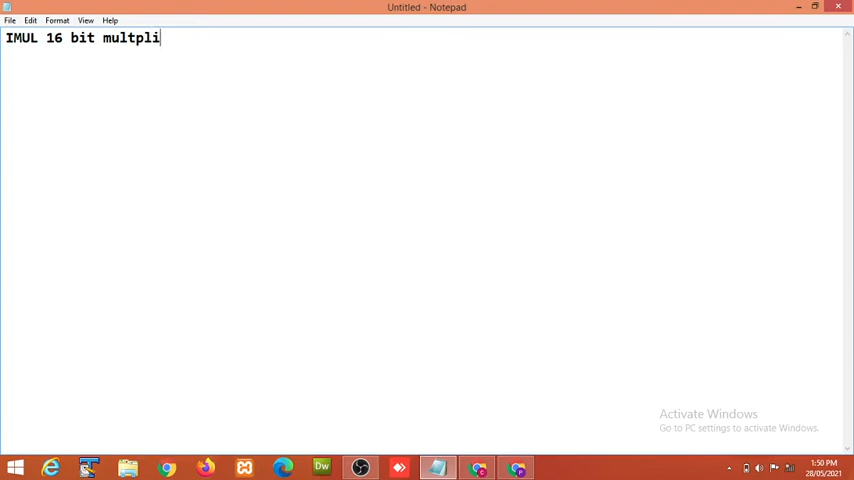 Untitled - Notepad
File Edit Format View Help
IMUL 16 bit multpli
Activate Windows
Go to PC settings to activate Windows.
Dw
C
P
1:50 PM
28/05/2021